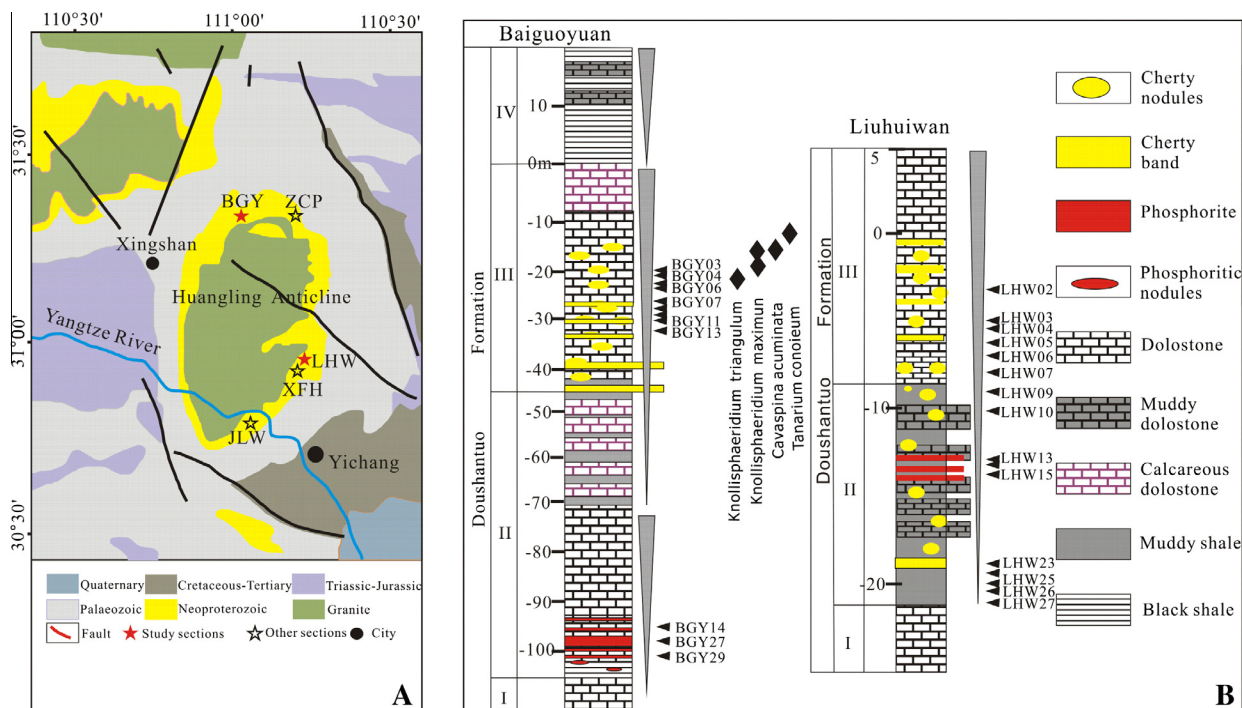 110°30'
111°00'
110°30'
31°30'
31°00'
30°30'
BGY
ZCP
Xingshan
Huangling Anticline
Yangtze River
LHW
XFH
JLW
Yichang
Quaternary
Cretaceous-Tertiary
Triassic-Jurassic
Palaeozoic
Neoproterozoic
Granite
Fault
Study sections
Other sections
City
A
B
Baiguoyuan
Formation
Doushantuo
IV
III
II
I
10
0m
-10
-20
-30
-40
-50
-60
-70
-80
-90
-100
BGY03
BGY04
BGY06
BGY07
BGY11
BGY13
BGY14
BGY27
BGY29
Knollisphaeridium triangulum
Knollisphaeridium maximun
Cavaspina acuminata
Tanarium conoieum
Liuhuiwan
Formation
Doushantuo
III
II
I
5
0
-10
-20
LHW02
LHW03
LHW04
LHW05
LHW06
LHW07
LHW09
LHW10
LHW13
LHW15
LHW23
LHW25
LHW26
LHW27
Cherty
nodules
Cherty
band
Phosphorite
Phosphoritic
nodules
Dolostone
Muddy
dolostone
Calcareous
dolostone
Muddy shale
Black shale